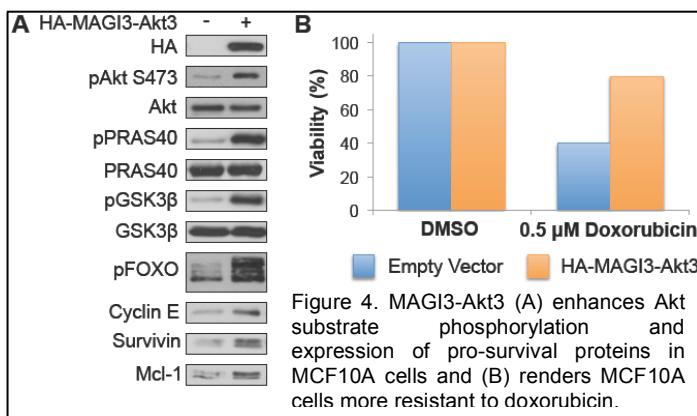 A
HA-MAGI3-Akt3 - +
HA
pAkt S473
Akt
pPRAS40
PRAS40
pGSK3β
GSK3β
pFOXO
Cyclin E
Survivin
Mcl-1
B
Viability (%)
100
80
60
40
20
0
DMSO 0.5 µM Doxorubicin
Empty Vector HA-MAGI3-Akt3
Figure 4. MAGI3-Akt3 (A) enhances Akt
substrate phosphorylation and
expression of pro-survival proteins in
MCF10A cells and (B) renders MCF10A
cells more resistant to doxorubicin.